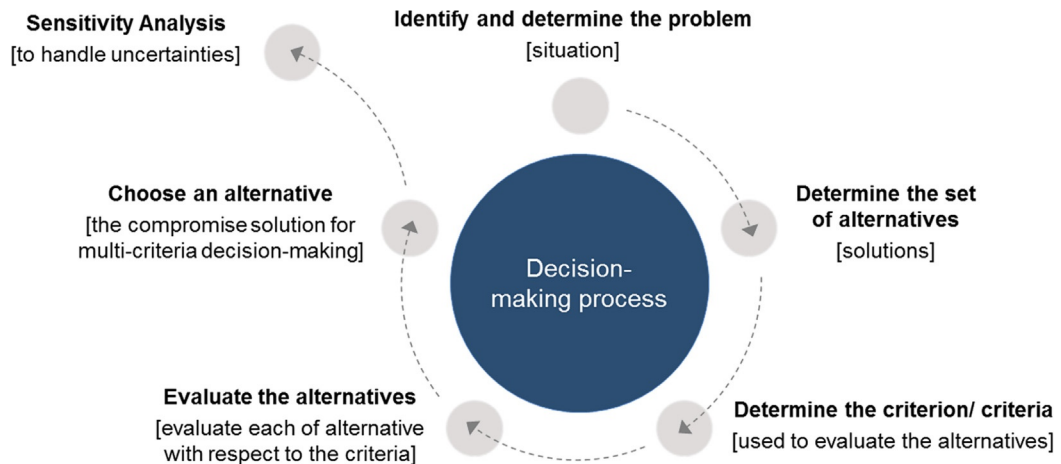 Identify and determine the problem
[situation]
Determine the set
of alternatives
[solutions]
Determine the criterion/ criteria
[used to evaluate the alternatives]
Evaluate the alternatives
[evaluate each of alternative
with respect to the criteria]
Choose an alternative
[the compromise solution for
multi-criteria decision-making]
Sensitivity Analysis
[to handle uncertainties]
Decision-
making process